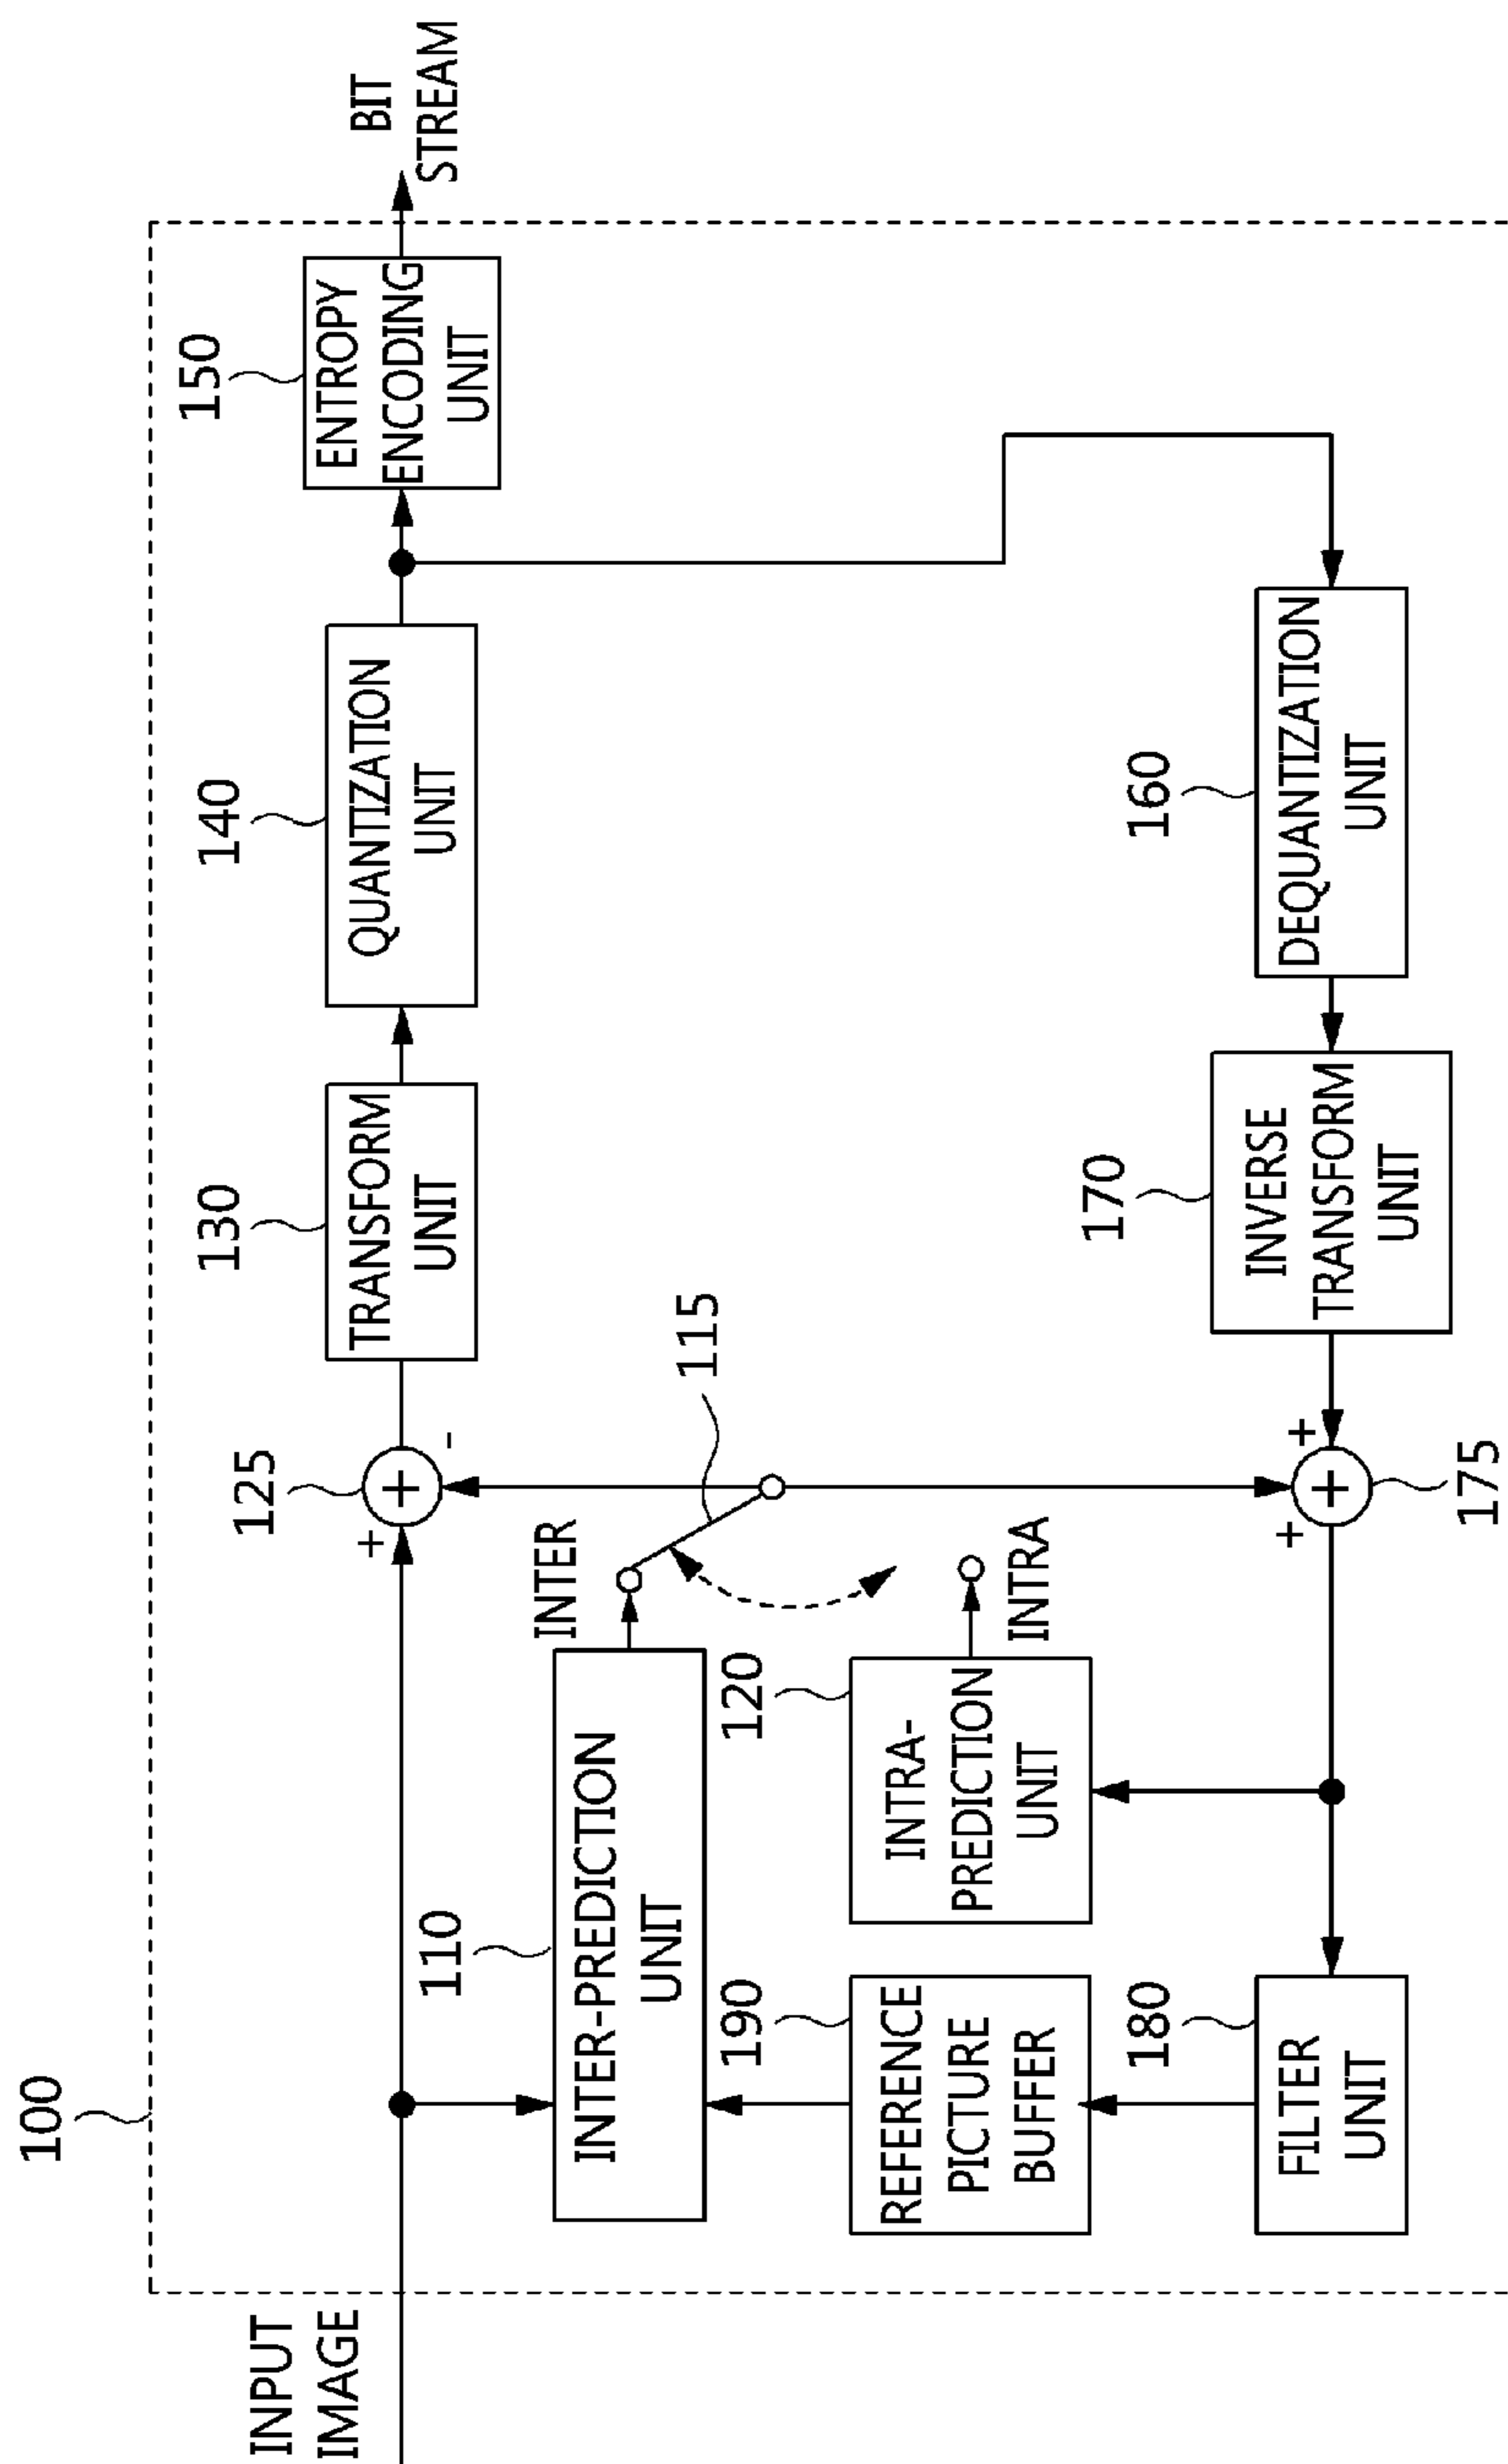 100
INPUT
IMAGE
125
+
-
+
130
TRANSFORM
UNIT
140
QUANTIZATION
UNIT
150
ENTROPY
ENCODING
UNIT
BIT
STREAM
110
INTER-PREDICTION
UNIT
INTER
115
190
REFERENCE
PICTURE
BUFFER
120
INTRA-
PREDICTION
UNIT
INTRA
180
FILTER
UNIT
+
+
+
175
170
INVERSE
TRANSFORM
UNIT
160
DEQUANTIZATION
UNIT